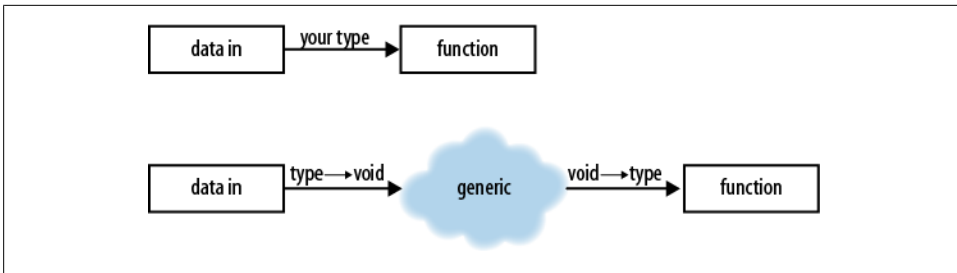 data in your type function
data in type→void generic void→type function